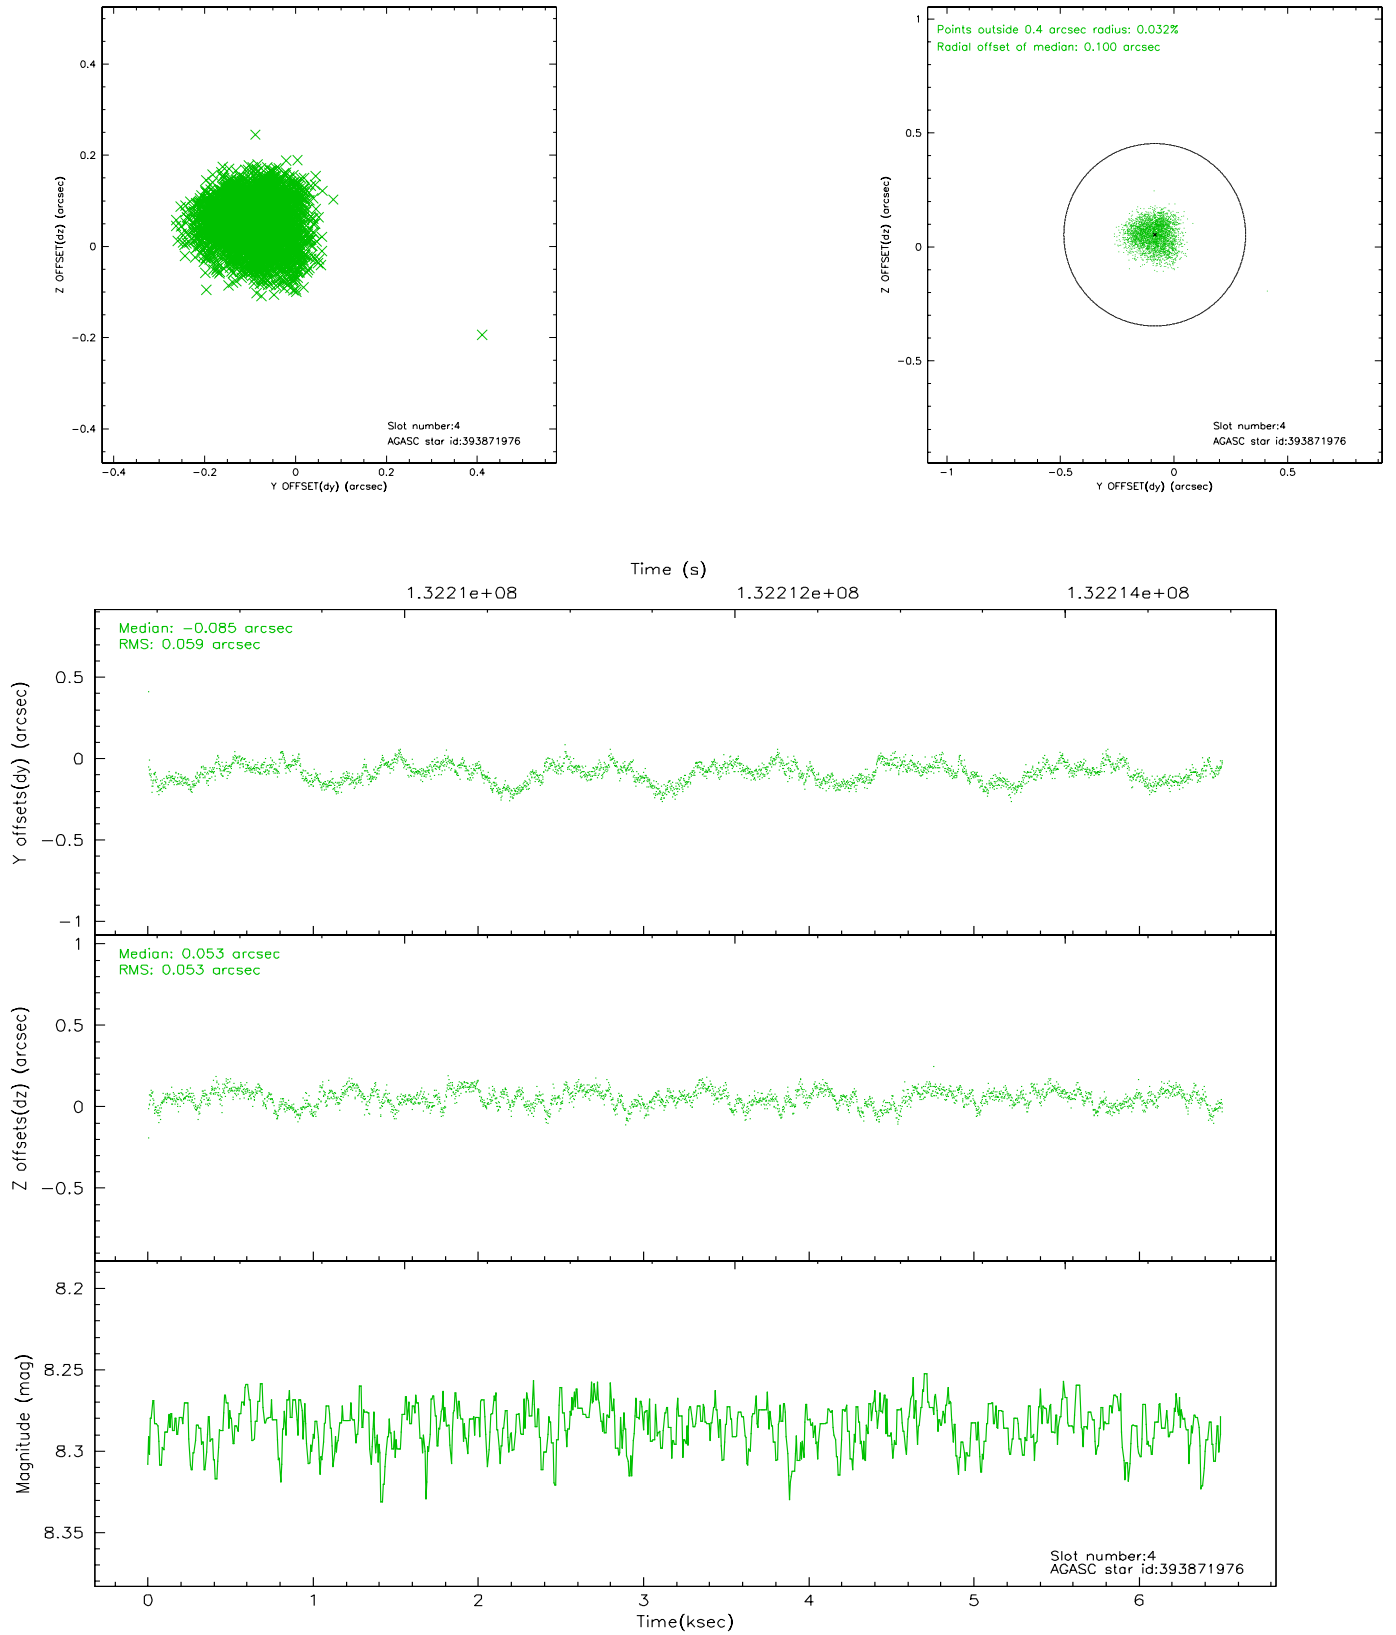 0.4
0.2
0
-0.2
-0.4
Z OFFSET(dz) (arcsec)
Slot number:4
AGASC star id:393871976
-0.4 -0.2 0 0.2 0.4
Y OFFSET(dy) (arcsec)
Points outside 0.4 arcsec radius: 0.032%
Radial offset of median: 0.100 arcsec
1
0.5
0
-0.5
Z OFFSET(dz) (arcsec)
Slot number:4
AGASC star id:393871976
-1 -0.5 0 0.5
Y OFFSET(dy) (arcsec)
Time (s)
1.3221e+08 1.32212e+08 1.32214e+08
Median: -0.085 arcsec
RMS: 0.059 arcsec
0.5
0
-0.5
-1
Y offsets(dy) (arcsec)
Median: 0.053 arcsec
RMS: 0.053 arcsec
1
0.5
0
-0.5
Z offsets(dz) (arcsec)
8.2
8.25
8.3
8.35
Magnitude (mag)
Slot number:4
AGASC star id:393871976
0 1 2 3 4 5 6
Time(ksec)